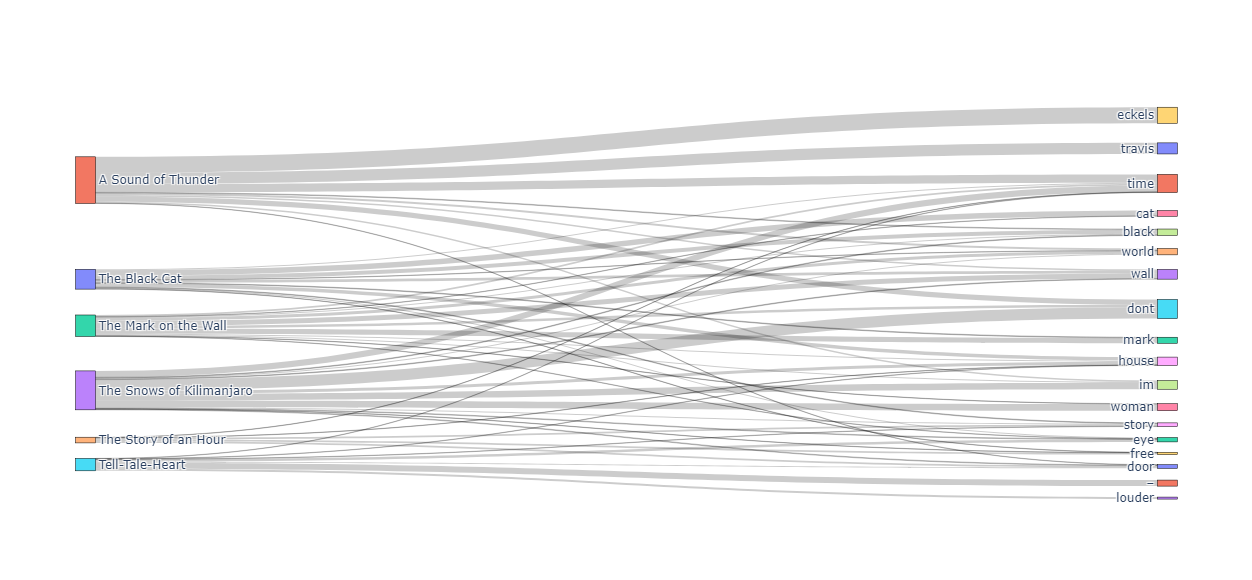 A Sound of Thunder
The Black Cat
The Mark on the Wall
The Snows of Kilimanjaro
The Story of an Hour
Tell-Tale-Heart
eckels
travis
time
cat
black
world
wall
dont
mark
house
im
woman
story
eye
free
door
–
louder